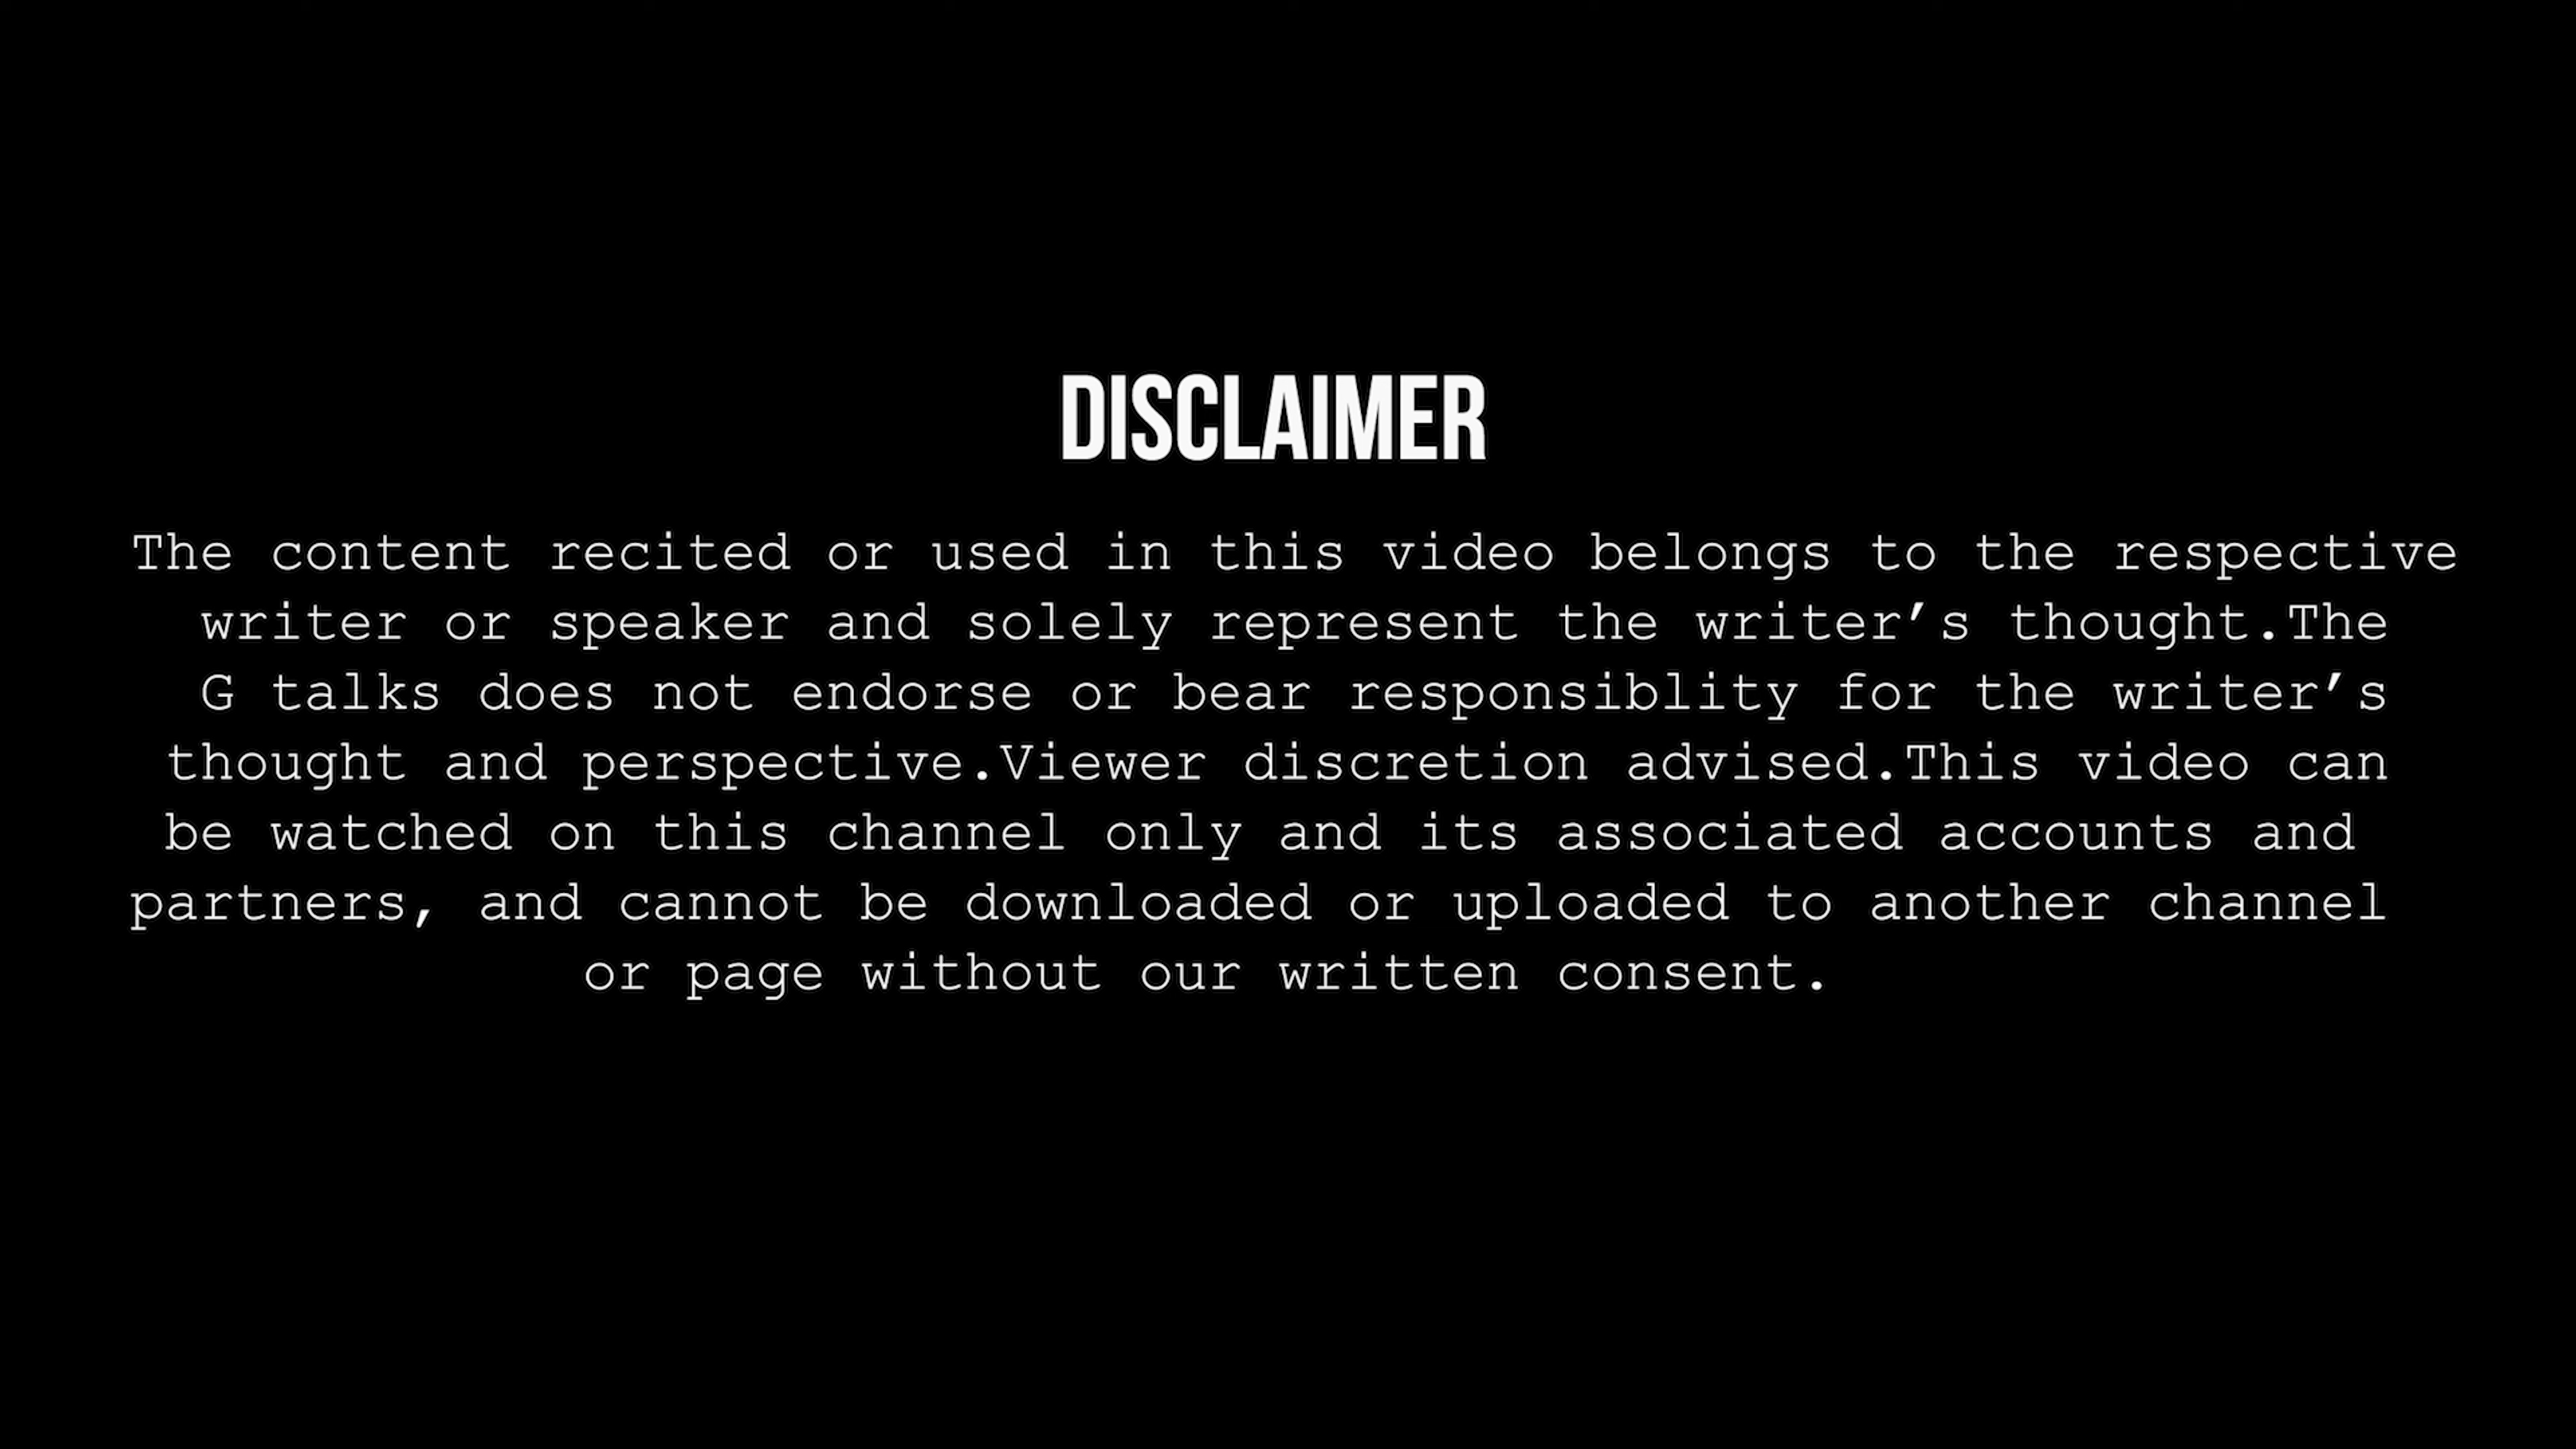 DISCLAIMER
The content recited or used in this video belongs to the respective
writer or speaker and solely represent the writer’s thought.The
G talks does not endorse or bear responsiblity for the writer’s
thought and perspective.Viewer discretion advised.This video can
be watched on this channel only and its associated accounts and
partners, and cannot be downloaded or uploaded to another channel
or page without our written consent.